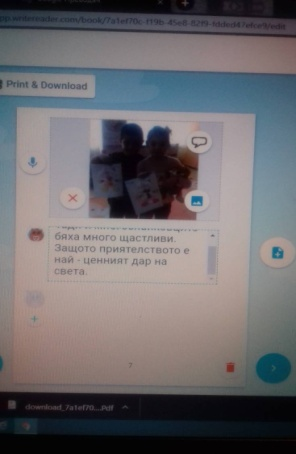 Print & Download
бяха много щастливи.
Защото приятелството е
най - ценният дар на
света.
7
download_7a1ef70....Pdf